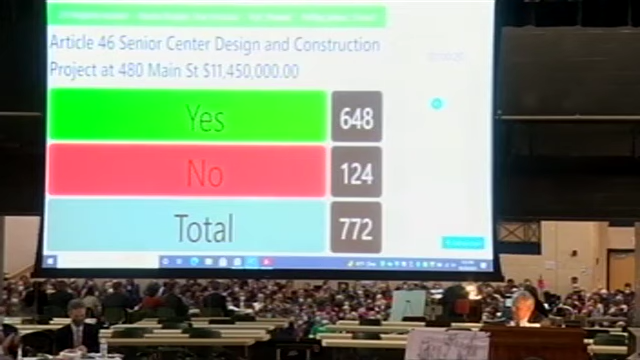 Article 46 Senior Center Design and Construction
Project at 480 Main St $11,450,000.00
Yes 648
No 124
Total 772